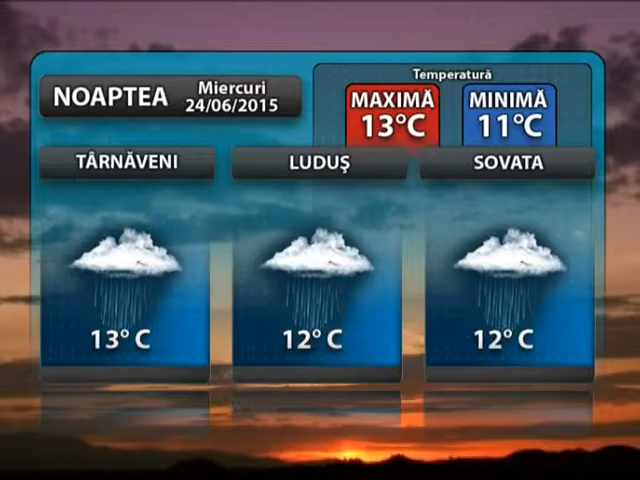 NOAPTEA
Miercuri
24/06/2015
Temperatură
MAXIMĂ
13°C
MINIMĂ
11°C
TÂRNĂVENI
LUDUŞ
SOVATA
13° C
12° C
12° C